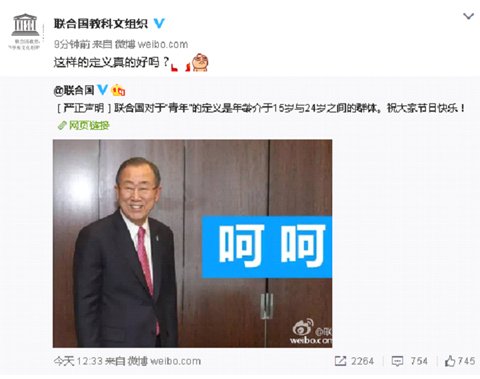 联合国教科文组织
9分钟前 来自 微博 weibo.com
这样的定义真的好吗？
@联合国
[ 严正声明 ] 联合国对于“青年”的定义是年龄介于15岁与24岁之间的群体。祝大家节日快乐！
网页链接
呵呵
weibo.com
今天 12:33 来自 微博 weibo.com
2264
754
745